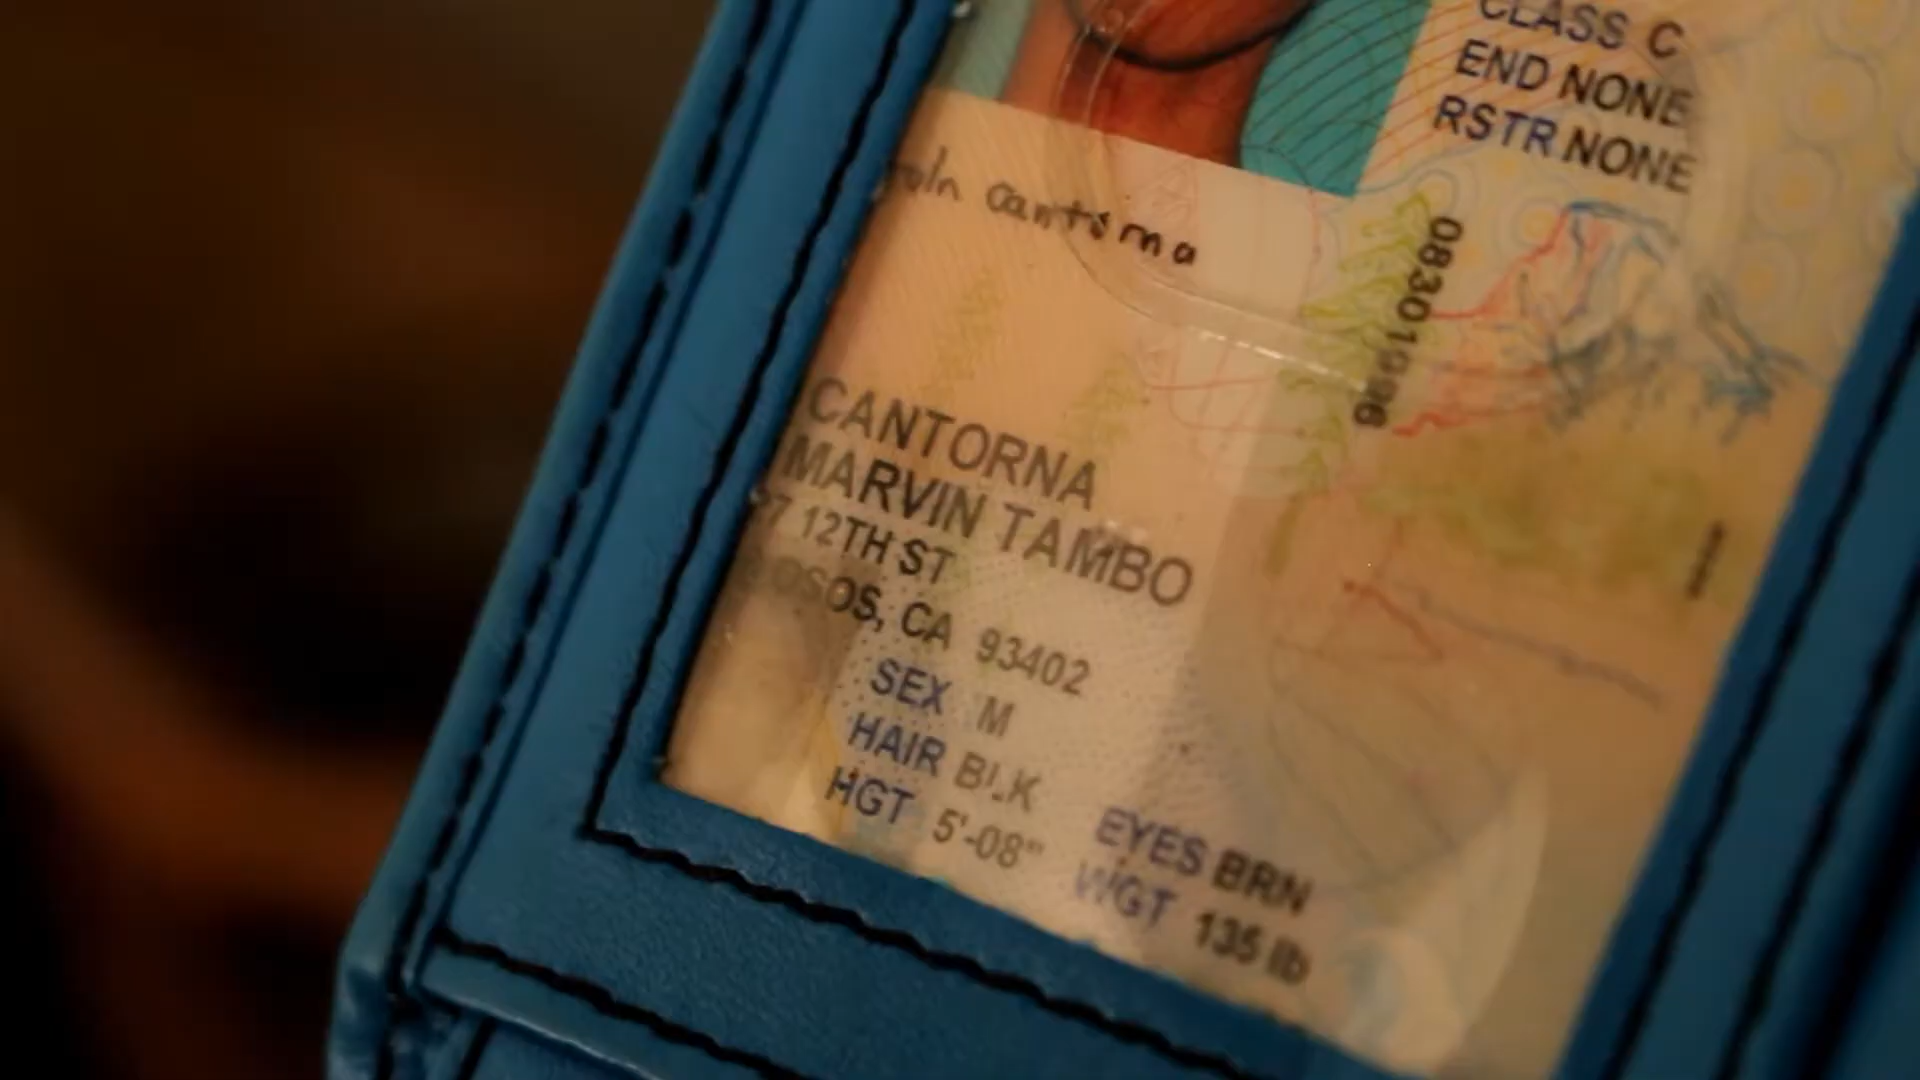 CLASS C
END NONE
RSTR NONE
Cantorna
CANTORNA
MARVIN TAMBO
12TH ST
CA 93402
SEX M
HAIR BLK
EYES BRN
HGT 5'-08"
WGT 135 lb